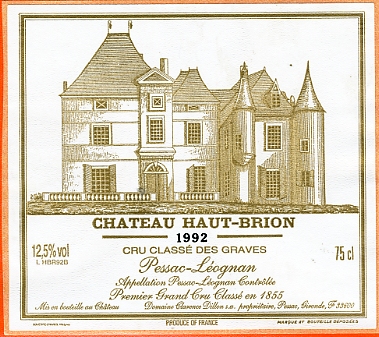 CHATEAU HAUT-BRION
1992
CRU CLASSÉ DES GRAVES
12,5% vol
L HBR92B
75 cl
Pessac-Léognan
Appellation Pessac-Léognan Contrôlée
Premier Grand Cru Classé en 1855
Mis en bouteille au Château
Domaine Clarence Dillon s.a. propriétaire, Pessac, Gironde, F 33600
PRODUCE OF FRANCE
MARQUE ET BOUTEILLE DÉPOSÉES